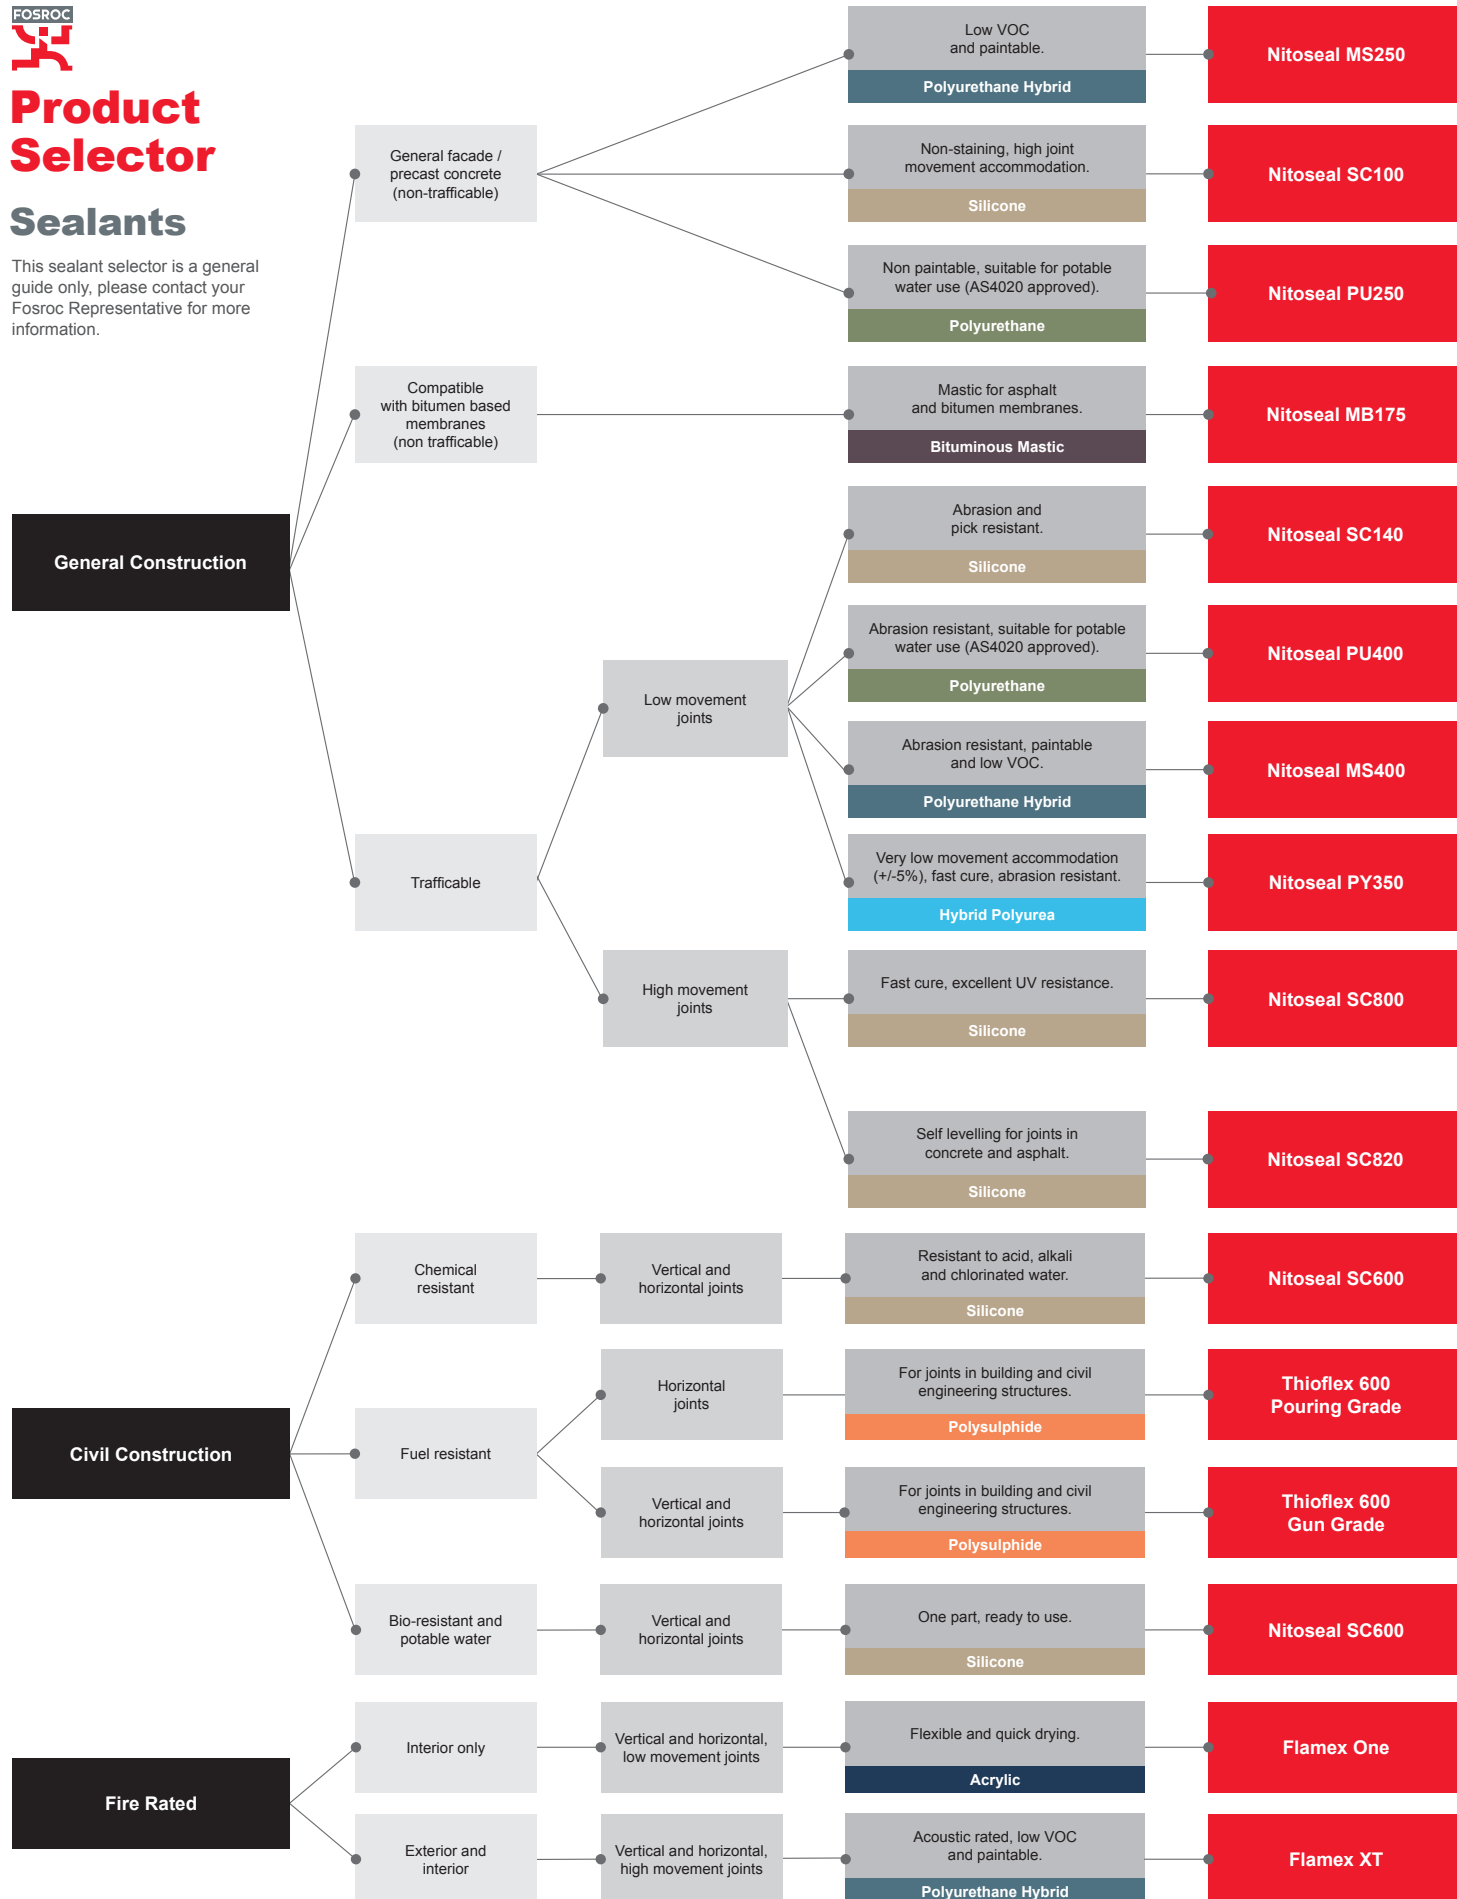 FOSROC
Product
Selector
Sealants
This sealant selector is a general
guide only, please contact your
Fosroc Representative for more
information.
General Construction
General facade /
precast concrete
(non-trafficable)
Low VOC
and paintable.
Polyurethane Hybrid
Nitoseal MS250
Non-staining, high joint
movement accommodation.
Silicone
Nitoseal SC100
Non paintable, suitable for potable
water use (AS4020 approved).
Polyurethane
Nitoseal PU250
Compatible
with bitumen based
membranes
(non trafficable)
Mastic for asphalt
and bitumen membranes.
Bituminous Mastic
Nitoseal MB175
Trafficable
Low movement
joints
Abrasion and
pick resistant.
Silicone
Nitoseal SC140
Abrasion resistant, suitable for potable
water use (AS4020 approved).
Polyurethane
Nitoseal PU400
Abrasion resistant, paintable
and low VOC.
Polyurethane Hybrid
Nitoseal MS400
Very low movement accommodation
(+/-5%), fast cure, abrasion resistant.
Hybrid Polyurea
Nitoseal PY350
High movement
joints
Fast cure, excellent UV resistance.
Silicone
Nitoseal SC800
Self levelling for joints in
concrete and asphalt.
Silicone
Nitoseal SC820
Civil Construction
Chemical
resistant
Vertical and
horizontal joints
Resistant to acid, alkali
and chlorinated water.
Silicone
Nitoseal SC600
Fuel resistant
Horizontal
joints
For joints in building and civil
engineering structures.
Polysulphide
Thioflex 600
Pouring Grade
Vertical and
horizontal joints
For joints in building and civil
engineering structures.
Polysulphide
Thioflex 600
Gun Grade
Bio-resistant and
potable water
Vertical and
horizontal joints
One part, ready to use.
Silicone
Nitoseal SC600
Fire Rated
Interior only
Vertical and horizontal,
low movement joints
Flexible and quick drying.
Acrylic
Flamex One
Exterior and
interior
Vertical and horizontal,
high movement joints
Acoustic rated, low VOC
and paintable.
Polyurethane Hybrid
Flamex XT